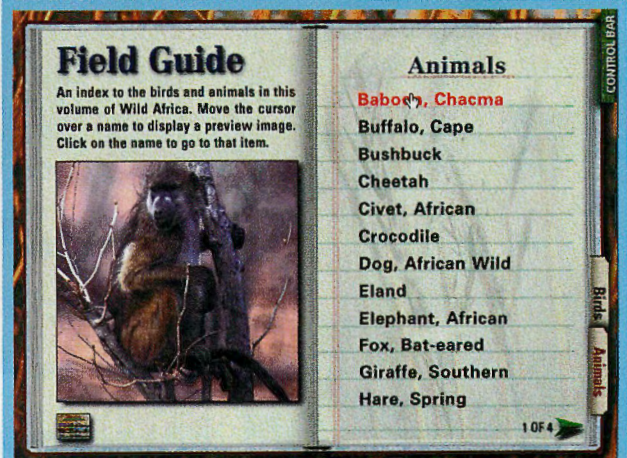 Field Guide
An index to the birds and animals in this
volume of Wild Africa. Move the cursor
over a name to display a preview image.
Click on the name to go to that item.
Animals
Baboon, Chacma
Buffalo, Cape
Bushbuck
Cheetah
Civet, African
Crocodile
Dog, African Wild
Eland
Elephant, African
Fox, Bat-eared
Giraffe, Southern
Hare, Spring
1 OF 4
CONTROL BAR
Birds
Animals